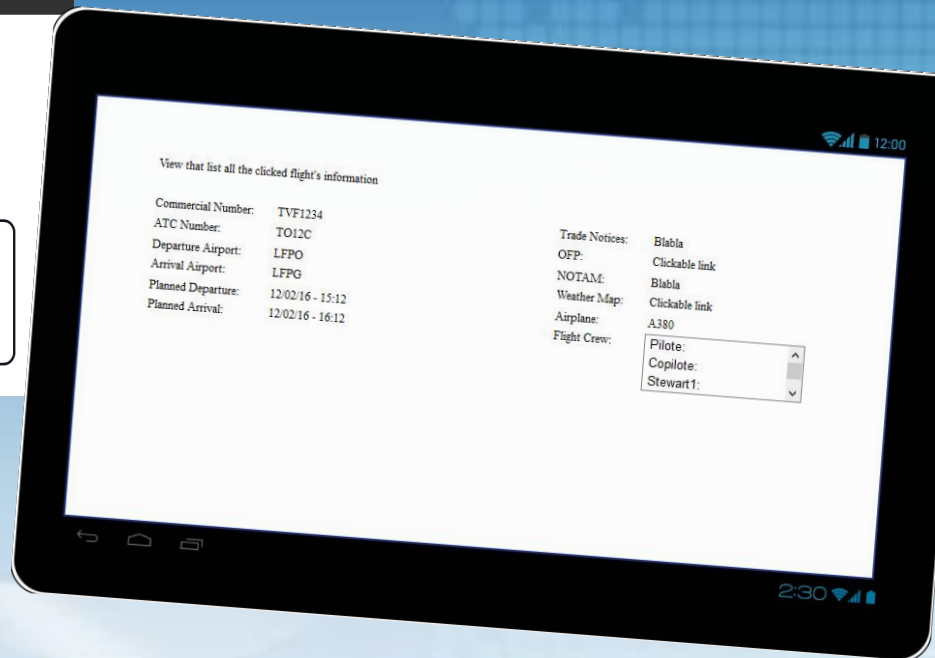 12:00
View that list all the clicked flight's information
Commercial Number: TVF1234
ATC Number: TO12C
Departure Airport: LFPO
Arrival Airport: LFPG
Planned Departure: 12/02/16 - 15:12
Planned Arrival: 12/02/16 - 16:12
Trade Notices: Blabla
OFP: Clickable link
NOTAM: Blabla
Weather Map: Clickable link
Airplane: A380
Flight Crew: Pilote:
Copilote:
Stewart1:
2:30